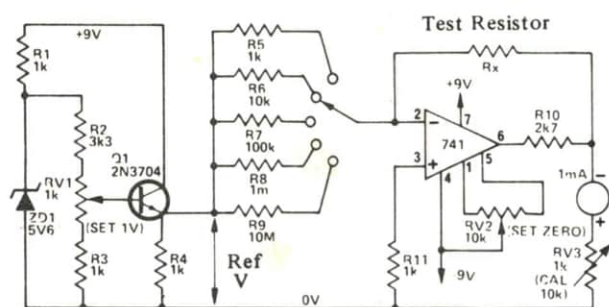 Test Resistor
+9V
R1
1k
R5
1k
Rx
R6
10k
+9V
R2
3k3
R7
100k
2
7
6
R10
2k7
741
Q1
2N3704
RV1
1k
R8
1m
3
4
1
5
1mA
ZD1
5V6
(SET 1V)
R9
10M
RV2
10k
(SET ZERO)
R3
1k
R4
1k
Ref
V
R11
1k
-9V
RV3
1k
(CAL
10k)
0V